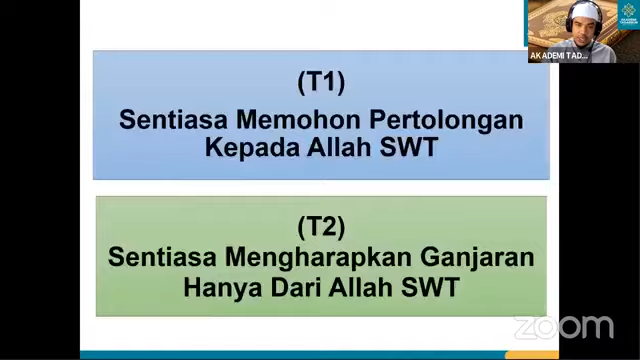 (T1)
Sentiasa Memohon Pertolongan
Kepada Allah SWT
(T2)
Sentiasa Mengharapkan Ganjaran
Hanya Dari Allah SWT
AKADEMI TAD...
zoom